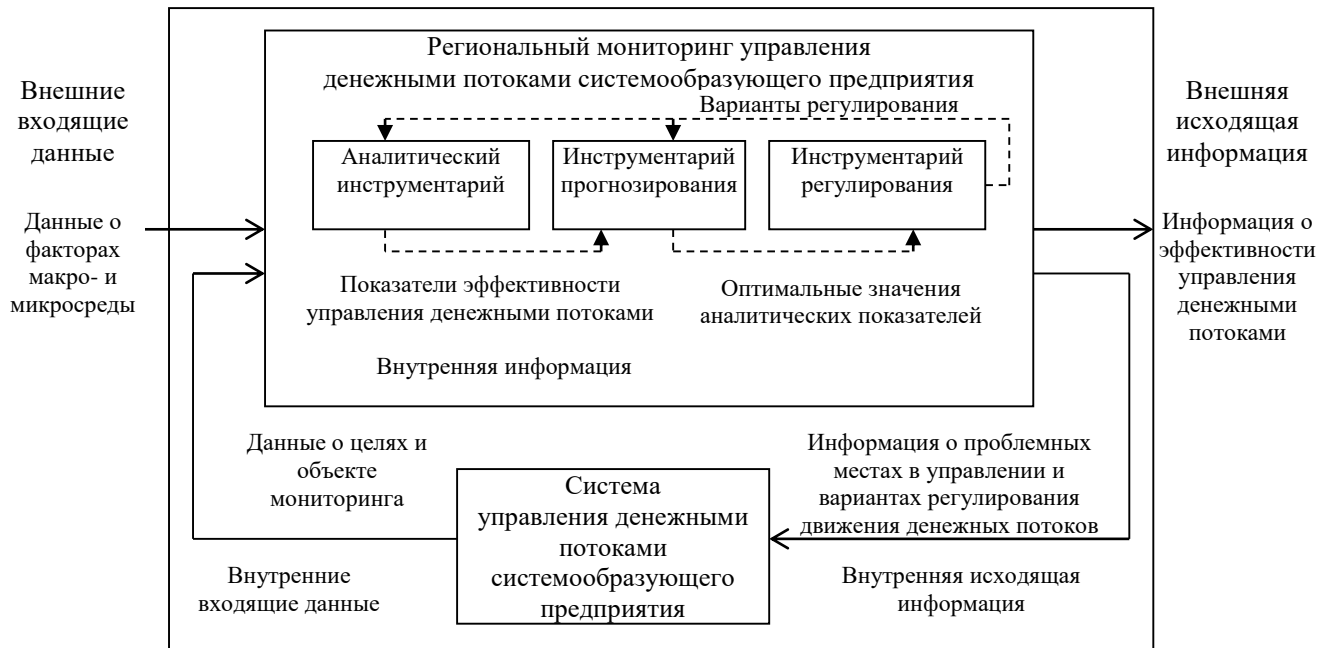 Региональный мониторинг управления
денежными потоками системообразующего предприятия
Внешние
входящие
данные
Данные о
факторах
макро- и
микросреды
Варианты регулирования
Аналитический
инструментарий
Инструментарий
прогнозирования
Инструментарий
регулирования
Показатели эффективности
управления денежными потоками
Оптимальные значения
аналитических показателей
Внутренняя информация
Внешняя
исходящая
информация
Информация о
эффективности
управления
денежными
потоками
Данные о целях и
объекте
мониторинга
Внутренние
входящие данные
Система
управления денежными
потоками
системообразующего
предприятия
Информация о проблемных
местах в управлении и
вариантах регулирования
движения денежных потоков
Внутренняя исходящая
информация